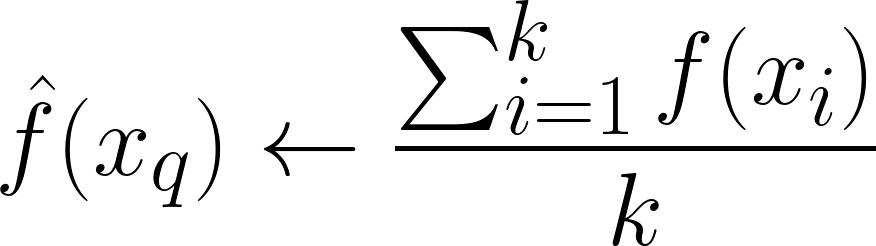 $\hat{f}(x_q) \leftarrow \frac{\sum_{i=1}^{k} f(x_i)}{k}$